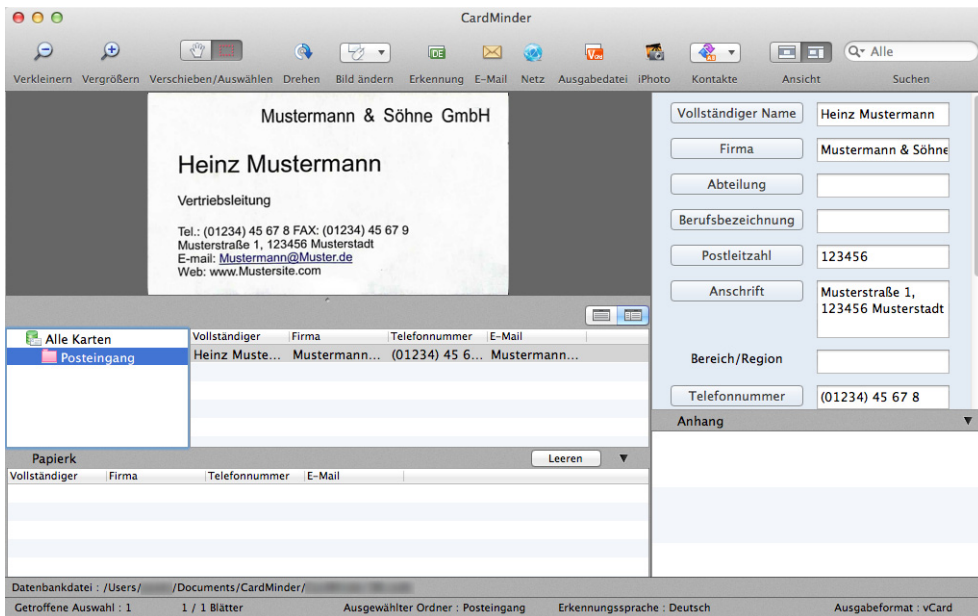 CardMinder
Verkleinern Vergrößern Verschieben/Auswählen Drehen Bild ändern Erkennung E-Mail Netz Ausgabedatei iPhoto Kontakte Ansicht Suchen
DE
Alle
Mustermann & Söhne GmbH
Heinz Mustermann
Vertriebsleitung
Tel.: (01234) 45 67 8 FAX: (01234) 45 67 9
Musterstraße 1, 123456 Musterstadt
E-mail: Mustermann@Muster.de
Web: www.Mustersite.com
Vollständiger Name Heinz Mustermann
Firma Mustermann & Söhne
Abteilung
Berufsbezeichnung
Postleitzahl 123456
Anschrift Musterstraße 1,
123456 Musterstadt
Bereich/Region
Telefonnummer (01234) 45 67 8
Anhang
Alle Karten
Posteingang
Vollständiger Firma Telefonnummer E-Mail
Heinz Muste... Mustermann... (01234) 45 6... Mustermann...
Papierk Leeren
Vollständiger Firma Telefonnummer E-Mail
Datenbankdatei : /Users/ /Documents/CardMinder/
Getroffene Auswahl : 1 1 / 1 Blätter Ausgewählter Ordner : Posteingang Erkennungssprache : Deutsch Ausgabeformat : vCard